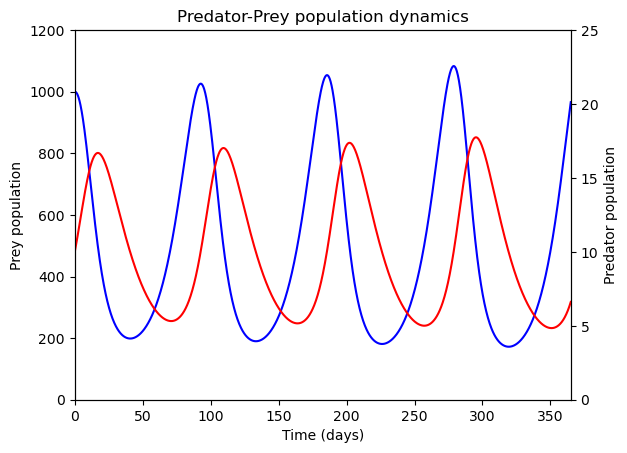 Predator-Prey population dynamics
1200
1000
800
600
400
200
0
Prey population
25
20
15
10
5
0
Predator population
0 50 100 150 200 250 300 350
Time (days)